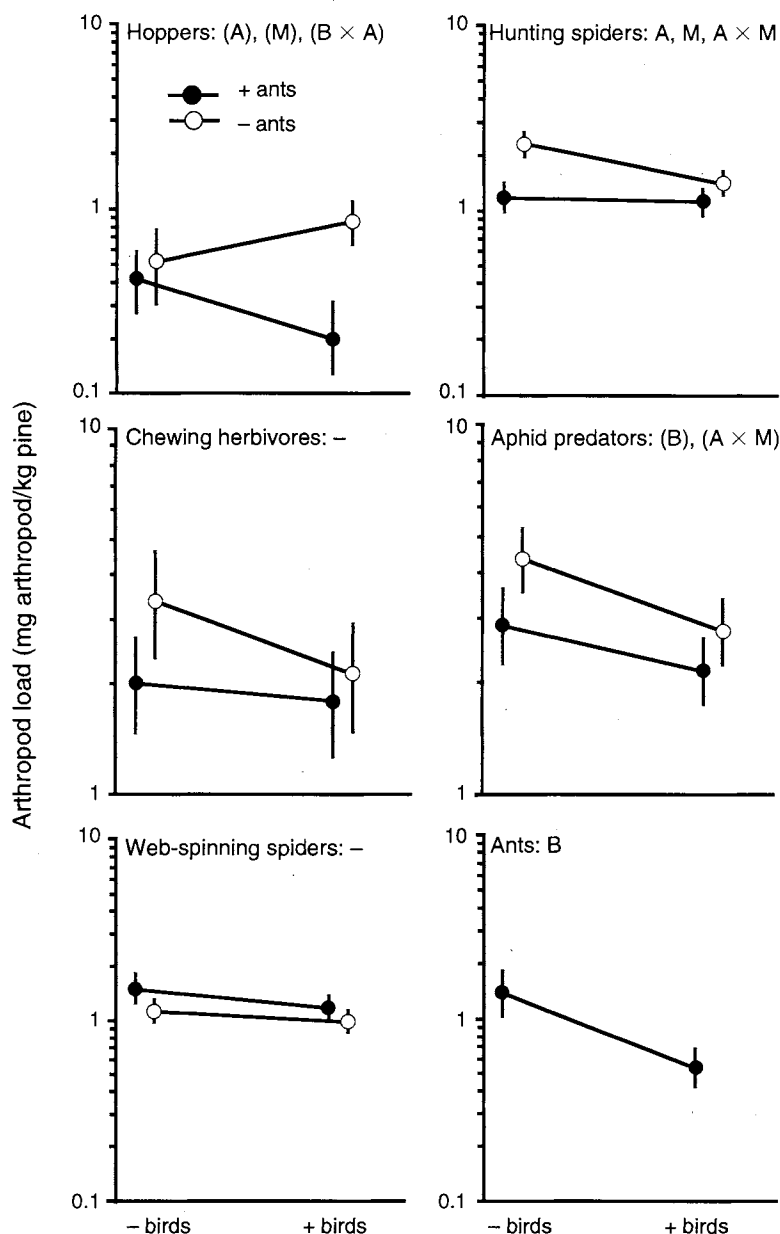 Hoppers: (A), (M), (B × A)
+ ants
– ants
10
1
0.1
Hunting spiders: A, M, A × M
10
1
0.1
Arthropod load (mg arthropod/kg pine)
Chewing herbivores: –
10
1
Aphid predators: (B), (A × M)
10
1
Web-spinning spiders: –
10
1
0.1
– birds
+ birds
Ants: B
10
1
0.1
– birds
+ birds